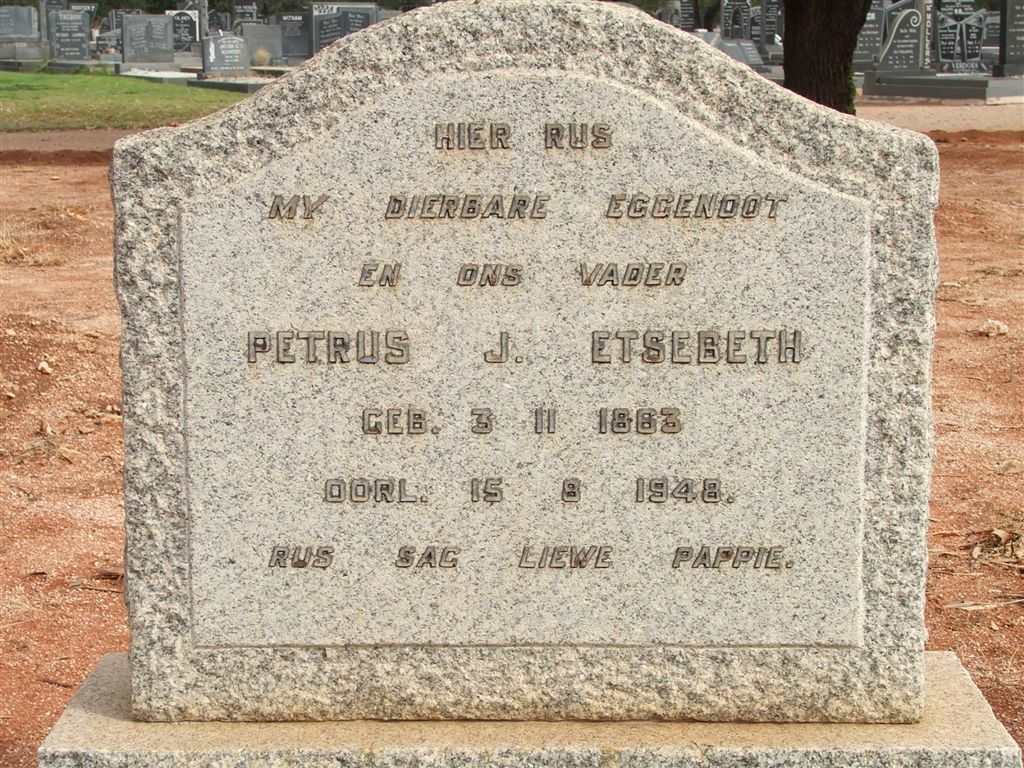 HIER RUS
MY DIERBARE EGGENOOT
EN ONS VADER
PETRUS J. ETSEBETH
GEB. 3 11 1863
OORL. 15 8 1948.
RUS SAG LIEWE PAPPIE.